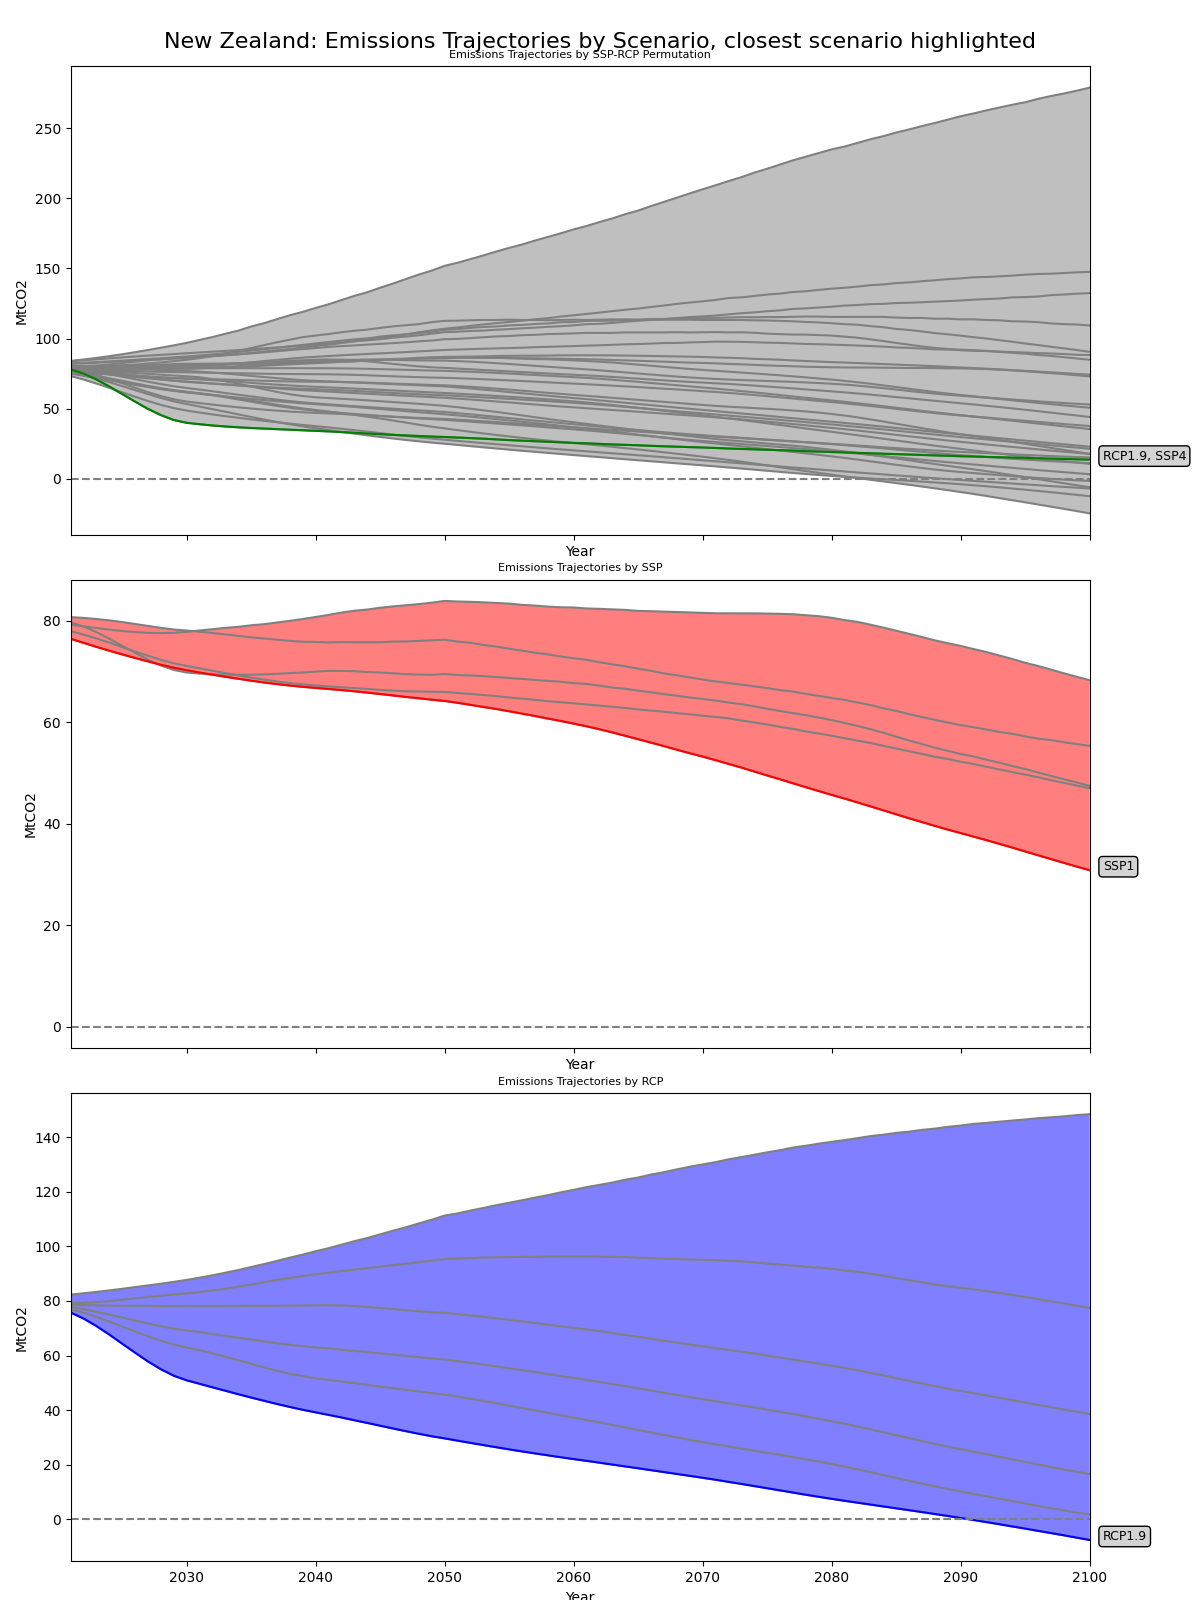 New Zealand: Emissions Trajectories by Scenario, closest scenario highlighted
Emissions Trajectories by SSP-RCP Permutation
250
200
150
100
50
0
MtCO2
RCP1.9, SSP4
Year
Emissions Trajectories by SSP
80
60
40
20
0
MtCO2
SSP1
Year
Emissions Trajectories by RCP
140
120
100
80
60
40
20
0
MtCO2
RCP1.9
2030 2040 2050 2060 2070 2080 2090 2100
Year